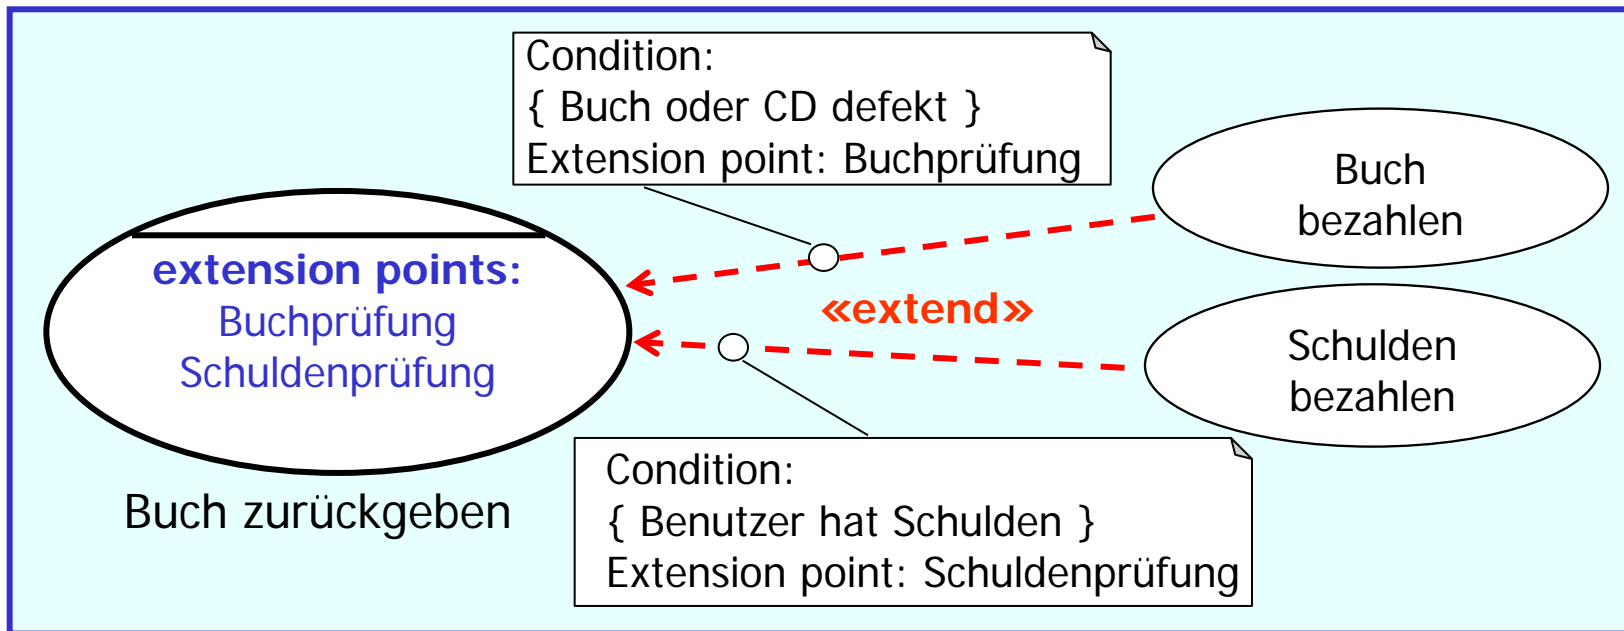 Condition:
{ Buch oder CD defekt }
Extension point: Buchprüfung
Buch
bezahlen
extension points:
Buchprüfung
Schuldenprüfung
«extend»
Schulden
bezahlen
Buch zurückgeben
Condition:
{ Benutzer hat Schulden }
Extension point: Schuldenprüfung